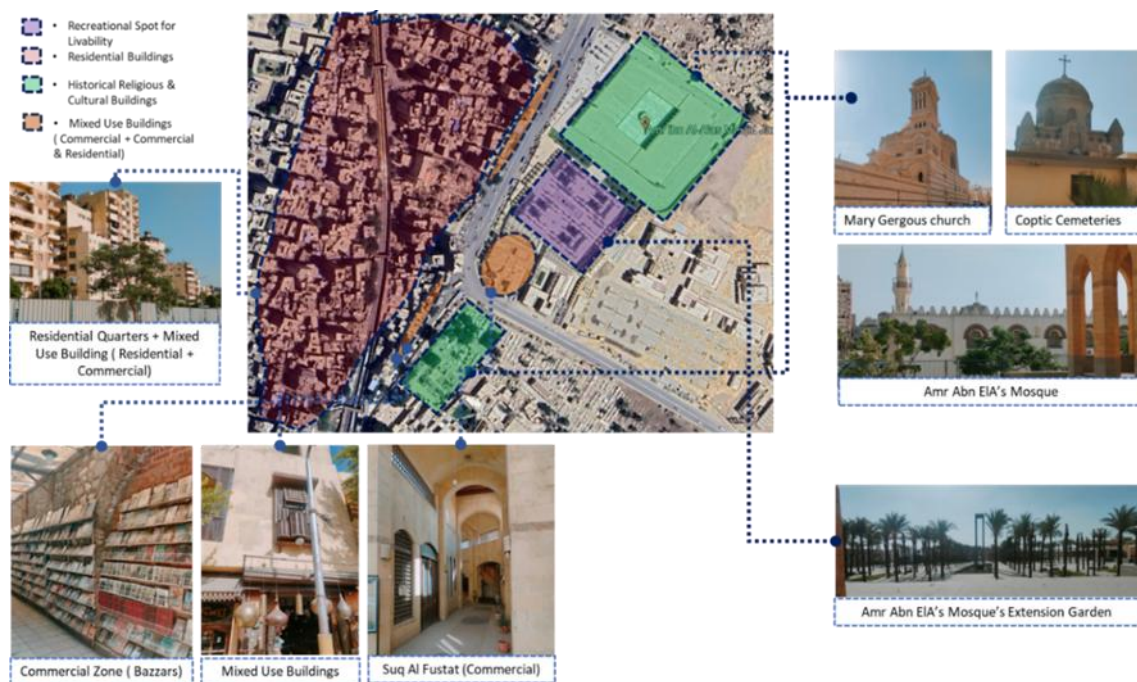 • Recreational Spot for
Livability
• Residential Buildings
• Historical Religious &
Cultural Buildings
• Mixed Use Buildings
( Commercial + Commercial
& Residential)
Residential Quarters + Mixed
Use Building ( Residential +
Commercial)
Mary Gergous church
Coptic Cemeteries
Amr Abn ElA's Mosque
Commercial Zone ( Bazzars)
Mixed Use Buildings
Suq Al Fustat (Commercial)
Amr Abn ElA's Mosque's Extension Garden